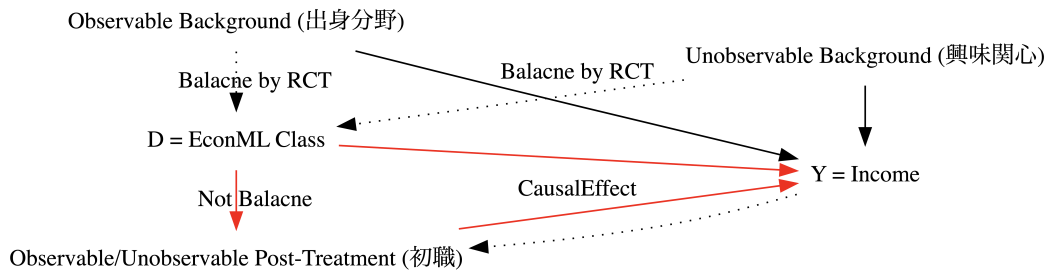 Observable Background (出身分野)
Unobservable Background (興味関心)
Balacne by RCT
Balacne by RCT
D = EconML Class
Y = Income
Not Balacne
CausalEffect
Observable/Unobservable Post-Treatment (初職)